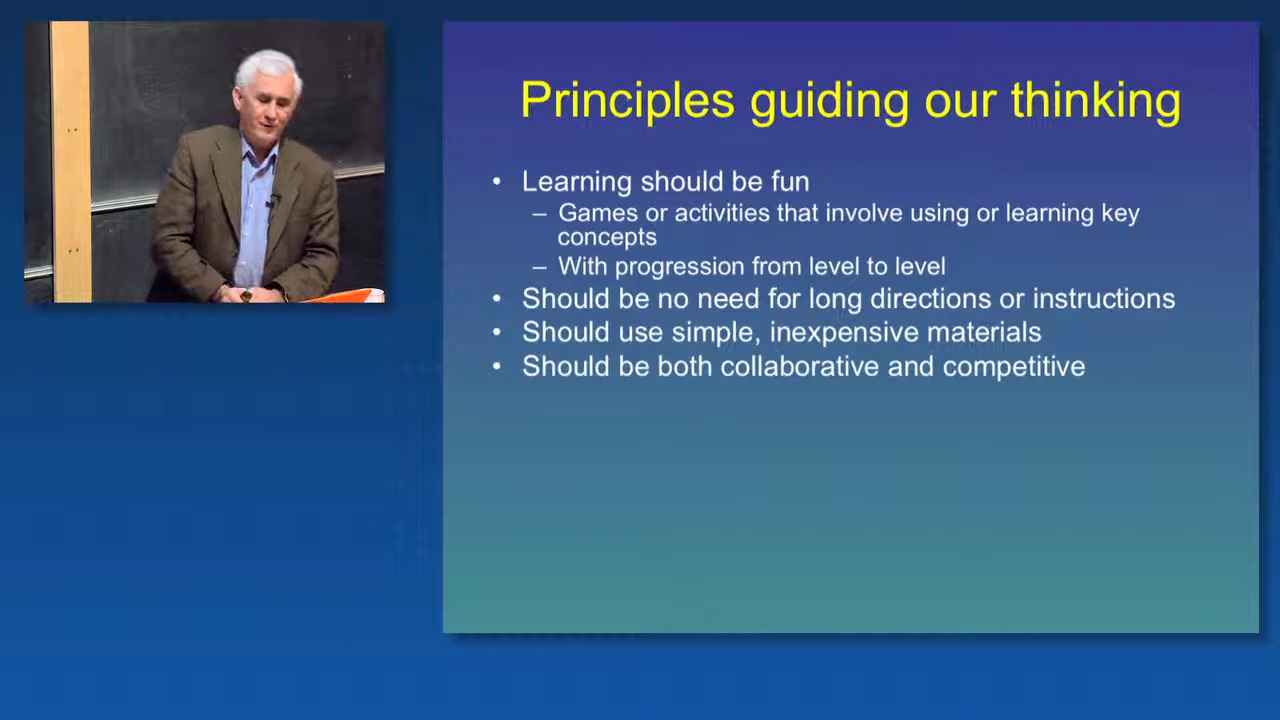 Principles guiding our thinking
• Learning should be fun
– Games or activities that involve using or learning key
concepts
– With progression from level to level
• Should be no need for long directions or instructions
• Should use simple, inexpensive materials
• Should be both collaborative and competitive